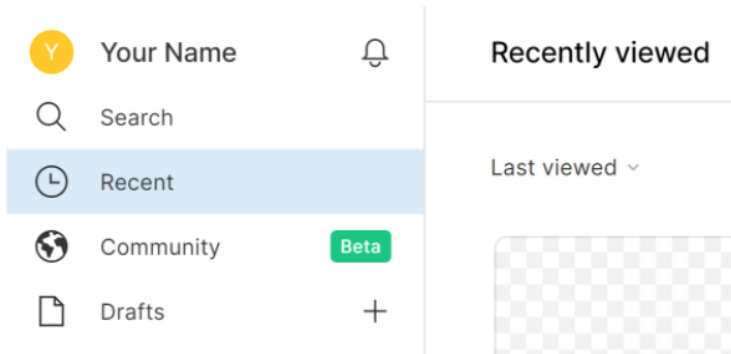 Y Your Name
Search
Recent
Community Beta
Drafts
Recently viewed
Last viewed